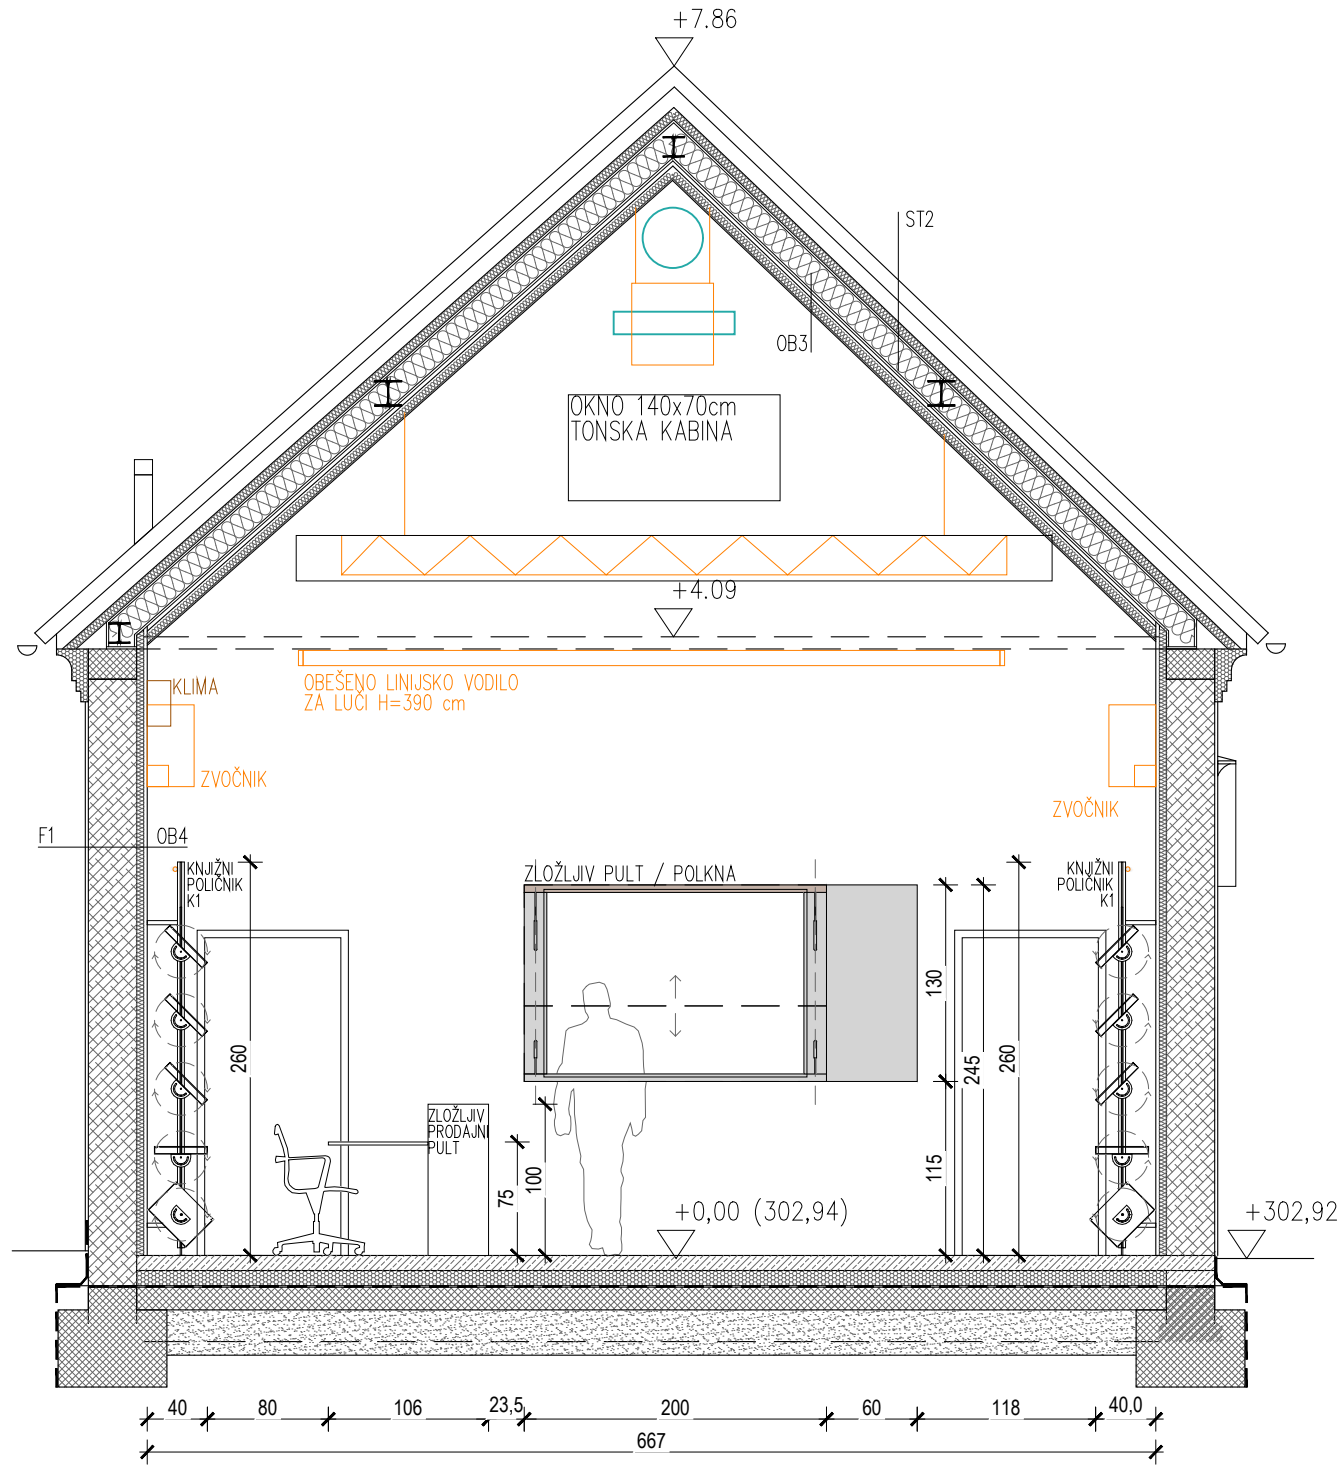 +7.86
ST2
OB3
OKNO 140x70cm
TONSKA KABINA
+4.09
OBEŠENO LINIJSKO VODILO
ZA LUČI H=390 cm
KLIMA
ZVOČNIK
ZVOČNIK
F1
OB4
KNJIŽNI
POLIČNIK
K1
ZLOŽLJIV PULT / POLKNA
KNJIŽNI
POLIČNIK
K1
260
130
245
260
ZLOŽLJIV
PRODAJNI
PULT
75
100
115
+0,00 (302,94)
+302,92
40
80
106
23,5
200
60
118
40,0
667